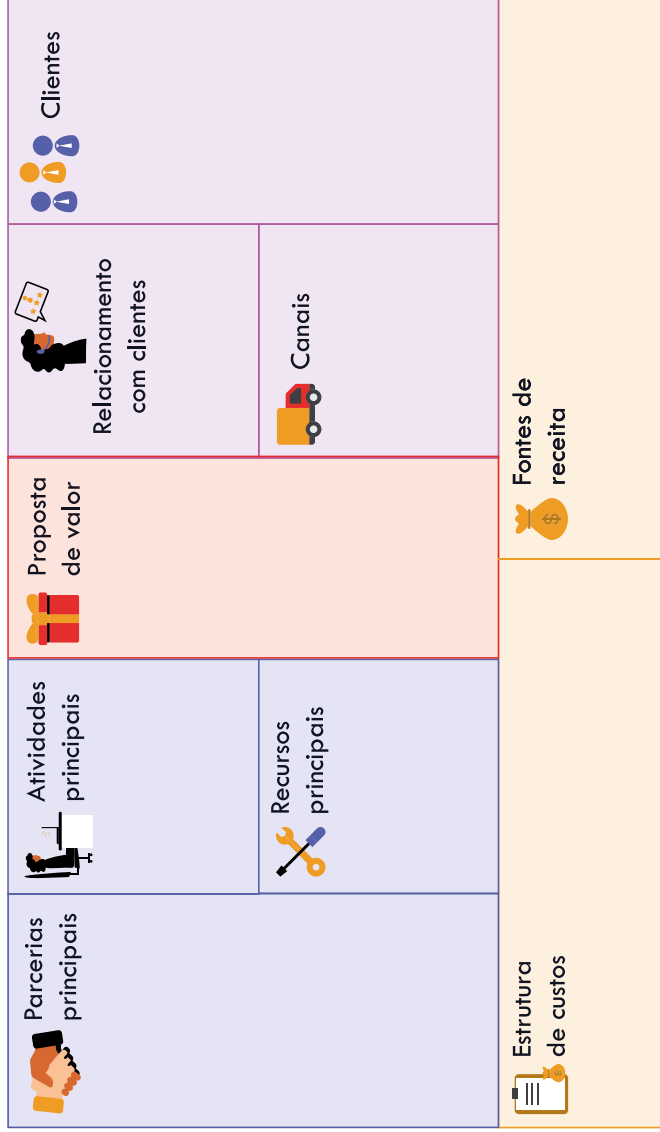 Parcerias
principais
Atividades
principais
Recursos
principais
Proposta
de valor
Relacionamento
com clientes
Canais
Clientes
Estrutura
de custos
$
Fontes de
receita
$